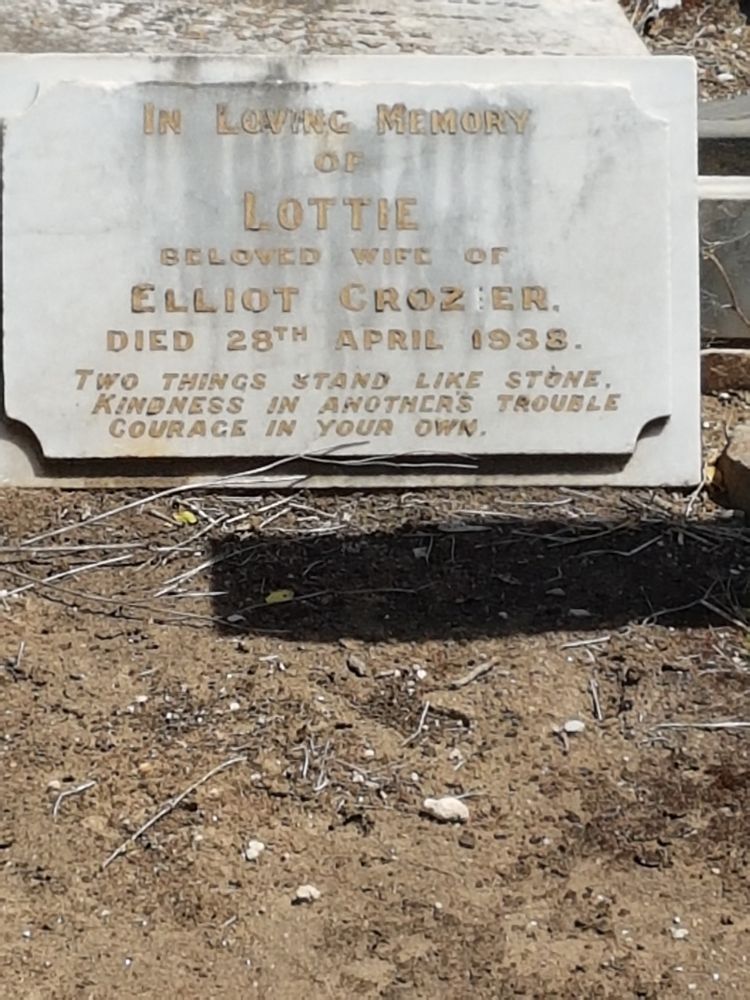 IN LOVING MEMORY
OF
LOTTIE
BELOVED WIFE OF
ELLIOT CROZIER.
DIED 28TH APRIL 1938.
TWO THINGS STAND LIKE STONE,
KINDNESS IN ANOTHER'S TROUBLE
COURAGE IN YOUR OWN.